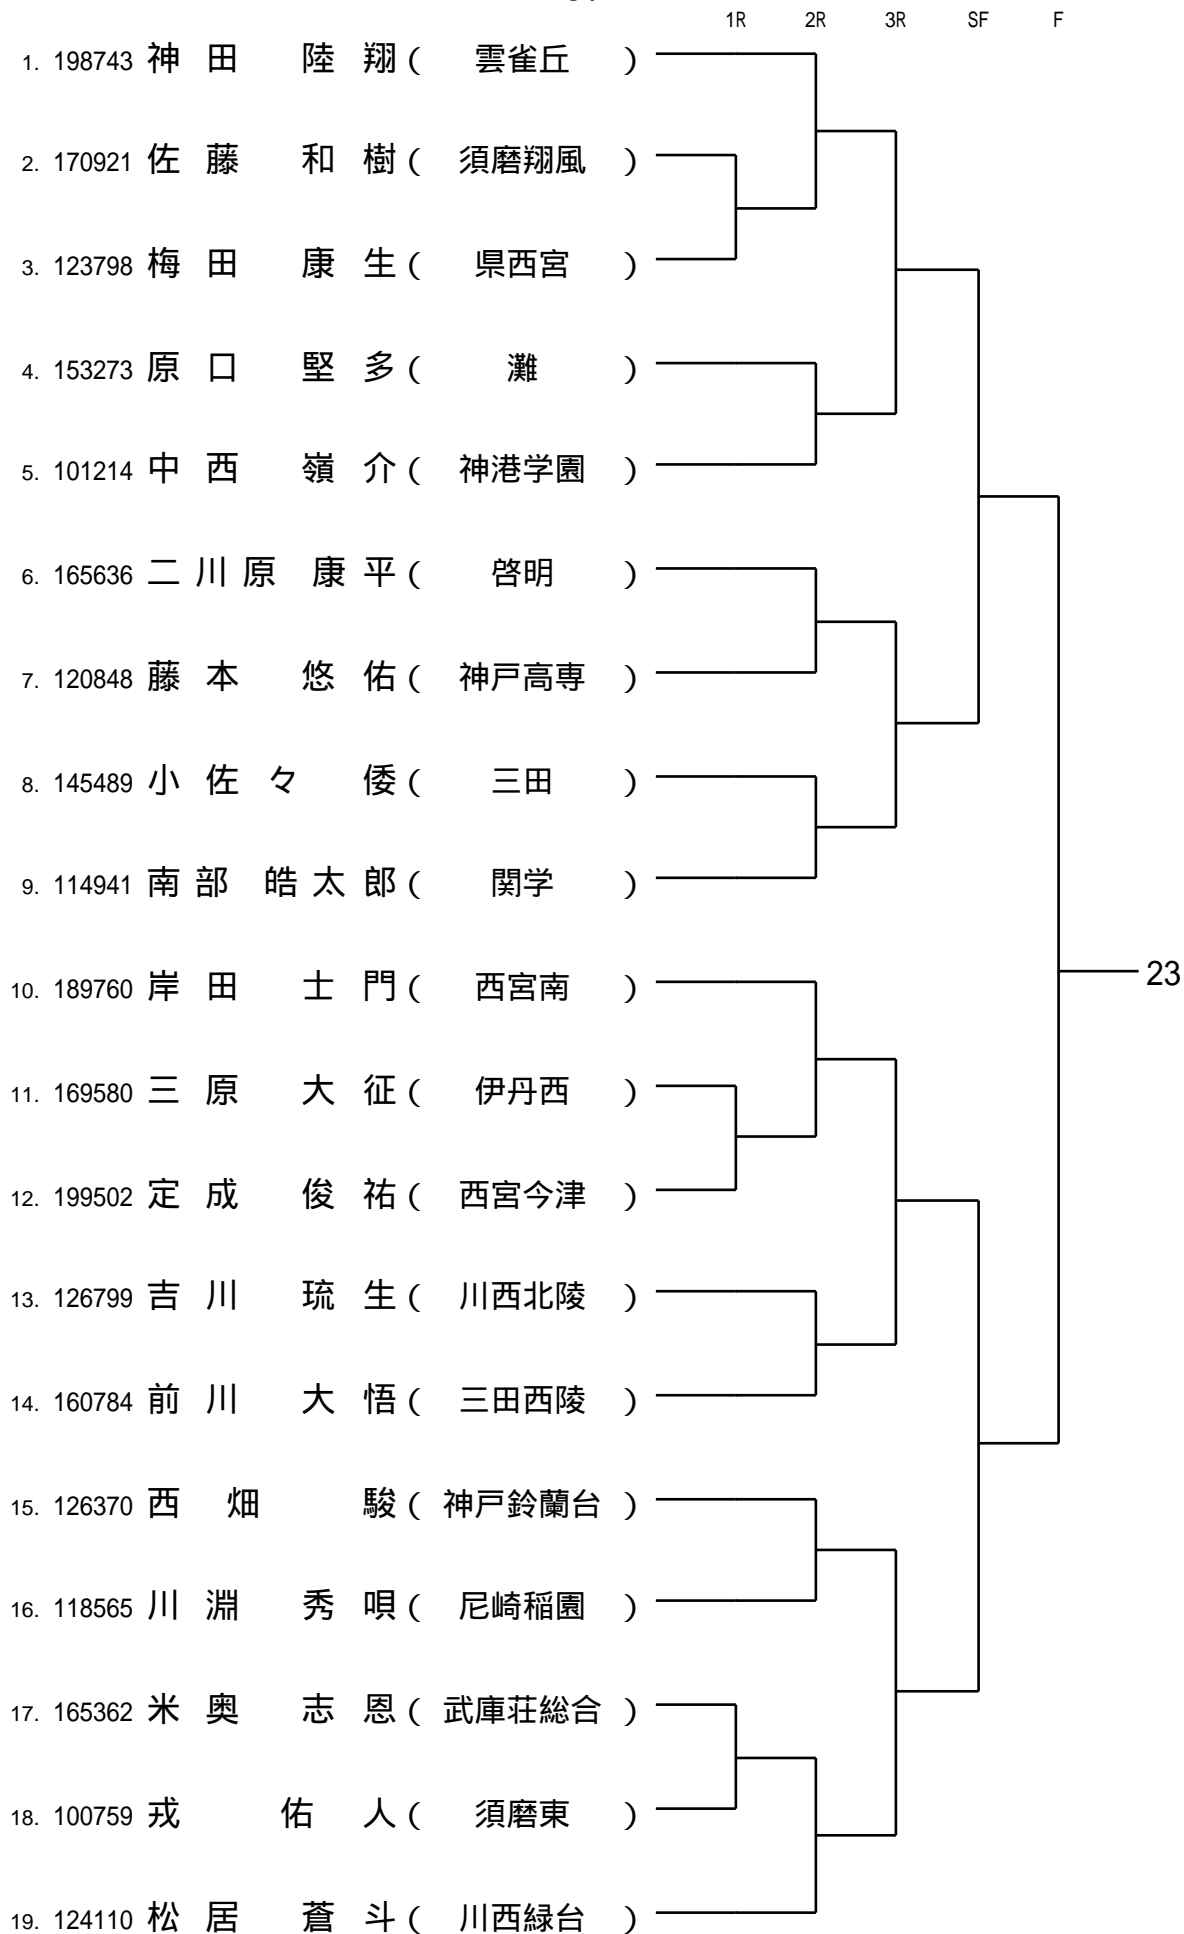 1R 2R 3R SF F
1. 198743 神田 陸翔 ( 雲雀丘 )
2. 170921 佐藤 和樹 ( 須磨翔風 )
3. 123798 梅田 康生 ( 県西宮 )
4. 153273 原口 堅多 ( 灘 )
5. 101214 中西 嶺介 ( 神港学園 )
6. 165636 二川原 康平 ( 啓明 )
7. 120848 藤本 悠佑 ( 神戸高専 )
8. 145489 小佐々 倭 ( 三田 )
9. 114941 南部 皓太郎 ( 関学 )
23
10. 189760 岸田 士門 ( 西宮南 )
11. 169580 三原 大征 ( 伊丹西 )
12. 199502 定成 俊祐 ( 西宮今津 )
13. 126799 吉川 琉生 ( 川西北陵 )
14. 160784 前川 大悟 ( 三田西陵 )
15. 126370 西畑 駿 ( 神戸鈴蘭台 )
16. 118565 川淵 秀唄 ( 尼崎稲園 )
17. 165362 米奥 志恩 ( 武庫荘総合 )
18. 100759 戎 佑人 ( 須磨東 )
19. 124110 松居 蒼斗 ( 川西緑台 )